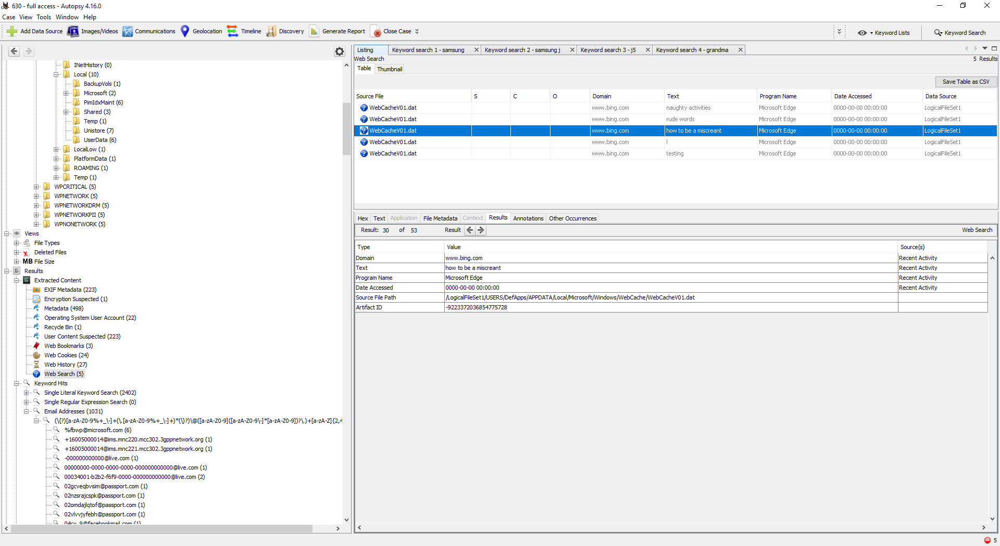 630 - full access - Autopsy 4.16.0
Case View Tools Window Help
Add Data Source Images/Videos Communications Geolocation Timeline Discovery Generate Report Close Case Keyword Lists Keyword Search
INetHistory (0)
Local (10)
BackupVols (1)
Microsoft (2)
PimIdxMaint (6)
Shared (3)
Temp (1)
Unistore (7)
UserData (6)
LocalLow (1)
PlatformData (1)
ROAMING (1)
Temp (1)
WPCRITICAL (5)
WPNETWORK (5)
WPNETWORKDRM (5)
WPNETWORKPII (5)
WPNONETWORK (5)
Views
File Types
Deleted Files
MB File Size
Results
Extracted Content
EXIF Metadata (223)
Encryption Suspected (1)
Metadata (498)
Operating System User Account (22)
Recycle Bin (1)
User Content Suspected (223)
Web Bookmarks (3)
Web Cookies (24)
Web History (27)
Web Search (5)
Keyword Hits
Single Literal Keyword Search (2402)
Single Regular Expression Search (0)
Email Addresses (1031)
(\{?)[a-zA-Z0-9%+_\-]+(\.[a-zA-Z0-9%+_\-]+)*(\}?)\@([a-zA-Z0-9]([a-zA-Z0-9\-]*[a-zA-Z0-9])?\.)+[a-zA-Z]{2,4
%fbwp@microsoft.com (6)
+16005000014@ims.mnc220.mcc302.3gppnetwork.org (1)
+16005000014@ims.mnc221.mcc302.3gppnetwork.org (1)
-000000000000@live.com (1)
00000000-0000-0000-0000-000000000000@live.com (1)
00034001-b2b2-f6f9-0000-000000000000@live.com (2)
02gcveqbvsim@passport.com (1)
02nzsrajcspk@passport.com (1)
02omdajlqtof@passport.com (1)
02vlvvjyfebh@passport.com (1)
04cv_9@facebookmail.com (1)
Listing Keyword search 1 - samsung Keyword search 2 - samsung j Keyword search 3 - j5 Keyword search 4 - grandma
Web Search 5 Results
Table Thumbnail
Save Table as CSV
Source File S C O Domain Text Program Name Date Accessed Data Source
WebCacheV01.dat www.bing.com naughty activities Microsoft Edge 0000-00-00 00:00:00 LogicalFileSet1
WebCacheV01.dat www.bing.com rude words Microsoft Edge 0000-00-00 00:00:00 LogicalFileSet1
WebCacheV01.dat www.bing.com how to be a miscreant Microsoft Edge 0000-00-00 00:00:00 LogicalFileSet1
WebCacheV01.dat www.bing.com l Microsoft Edge 0000-00-00 00:00:00 LogicalFileSet1
WebCacheV01.dat www.bing.com testing Microsoft Edge 0000-00-00 00:00:00 LogicalFileSet1
Hex Text Application File Metadata Context Results Annotations Other Occurrences
Result: 30 of 53 Result Web Search
Type Value Source(s)
Domain www.bing.com Recent Activity
Text how to be a miscreant Recent Activity
Program Name Microsoft Edge Recent Activity
Date Accessed 0000-00-00 00:00:00 Recent Activity
Source File Path /LogicalFileSet1/USERS/DefApps/APPDATA/Local/Microsoft/Windows/WebCache/WebCacheV01.dat
Artifact ID -9223372036854775728
5